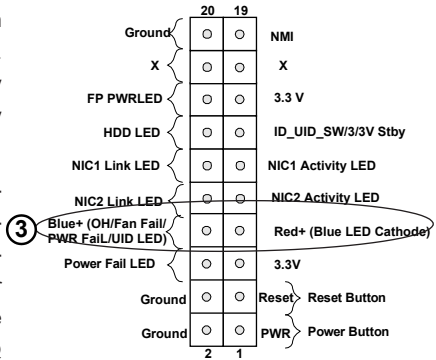 20 19
Ground NMI
X X
FP PWRLED 3.3 V
HDD LED ID_UID_SW/3/3V Stby
NIC1 Link LED NIC1 Activity LED
NIC2 Link LED NIC2 Activity LED
3
Blue+ (OH/Fan Fail/
PWR FaiL/UID LED) Red+ (Blue LED Cathode)
Power Fail LED 3.3V
Ground Reset Reset Button
Ground PWR Power Button
2 1